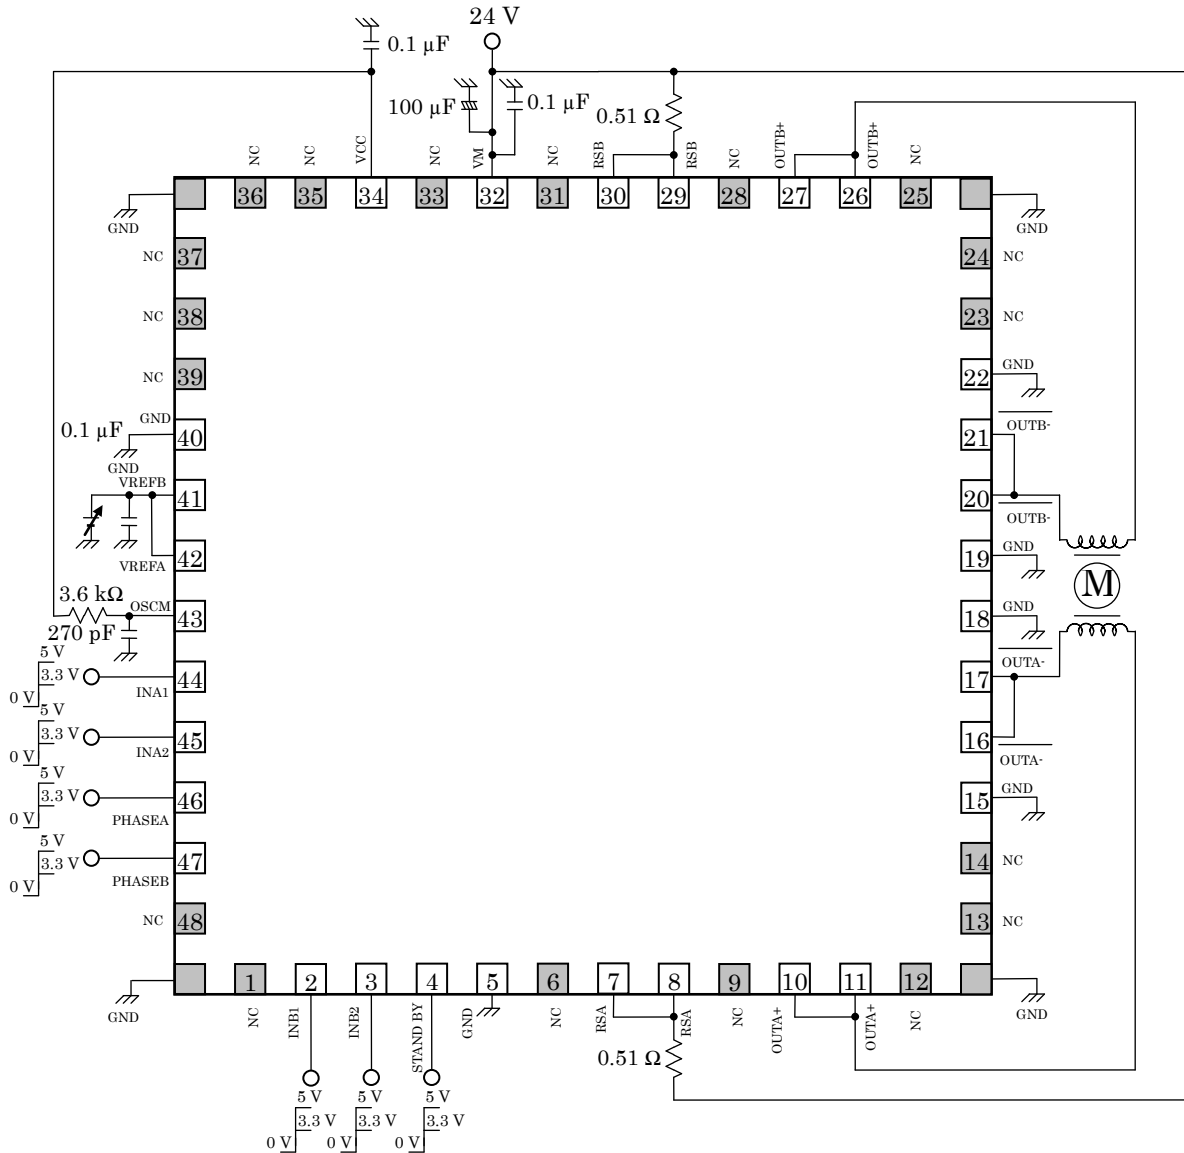 24 V
0.1 µF
100 µF
0.1 µF
0.51 Ω
NC
NC
VCC
NC
VM
NC
RSB
RSB
NC
OUTB+
OUTB+
NC
36
35
34
33
32
31
30
29
28
27
26
25
GND
GND
NC
37
24
NC
NC
38
23
NC
NC
39
22
GND
GND
0.1 µF
40
GND
21
OUTB-
VREFB
41
20
OUTB-
VREFA
42
19
GND
M
3.6 kΩ
OSCM
270 pF
43
18
GND
5 V
3.3 V
0 V
INA1
44
17
OUTA-
5 V
3.3 V
0 V
INA2
45
16
OUTA-
5 V
3.3 V
0 V
PHASEA
46
15
GND
5 V
3.3 V
0 V
PHASEB
47
14
NC
NC
48
13
NC
GND
GND
1
2
3
4
5
6
7
8
9
10
11
12
NC
INB1
INB2
STAND BY
GND
NC
RSA
RSA
NC
OUTA+
OUTA+
NC
0.51 Ω
5 V
3.3 V
0 V
5 V
3.3 V
0 V
5 V
3.3 V
0 V